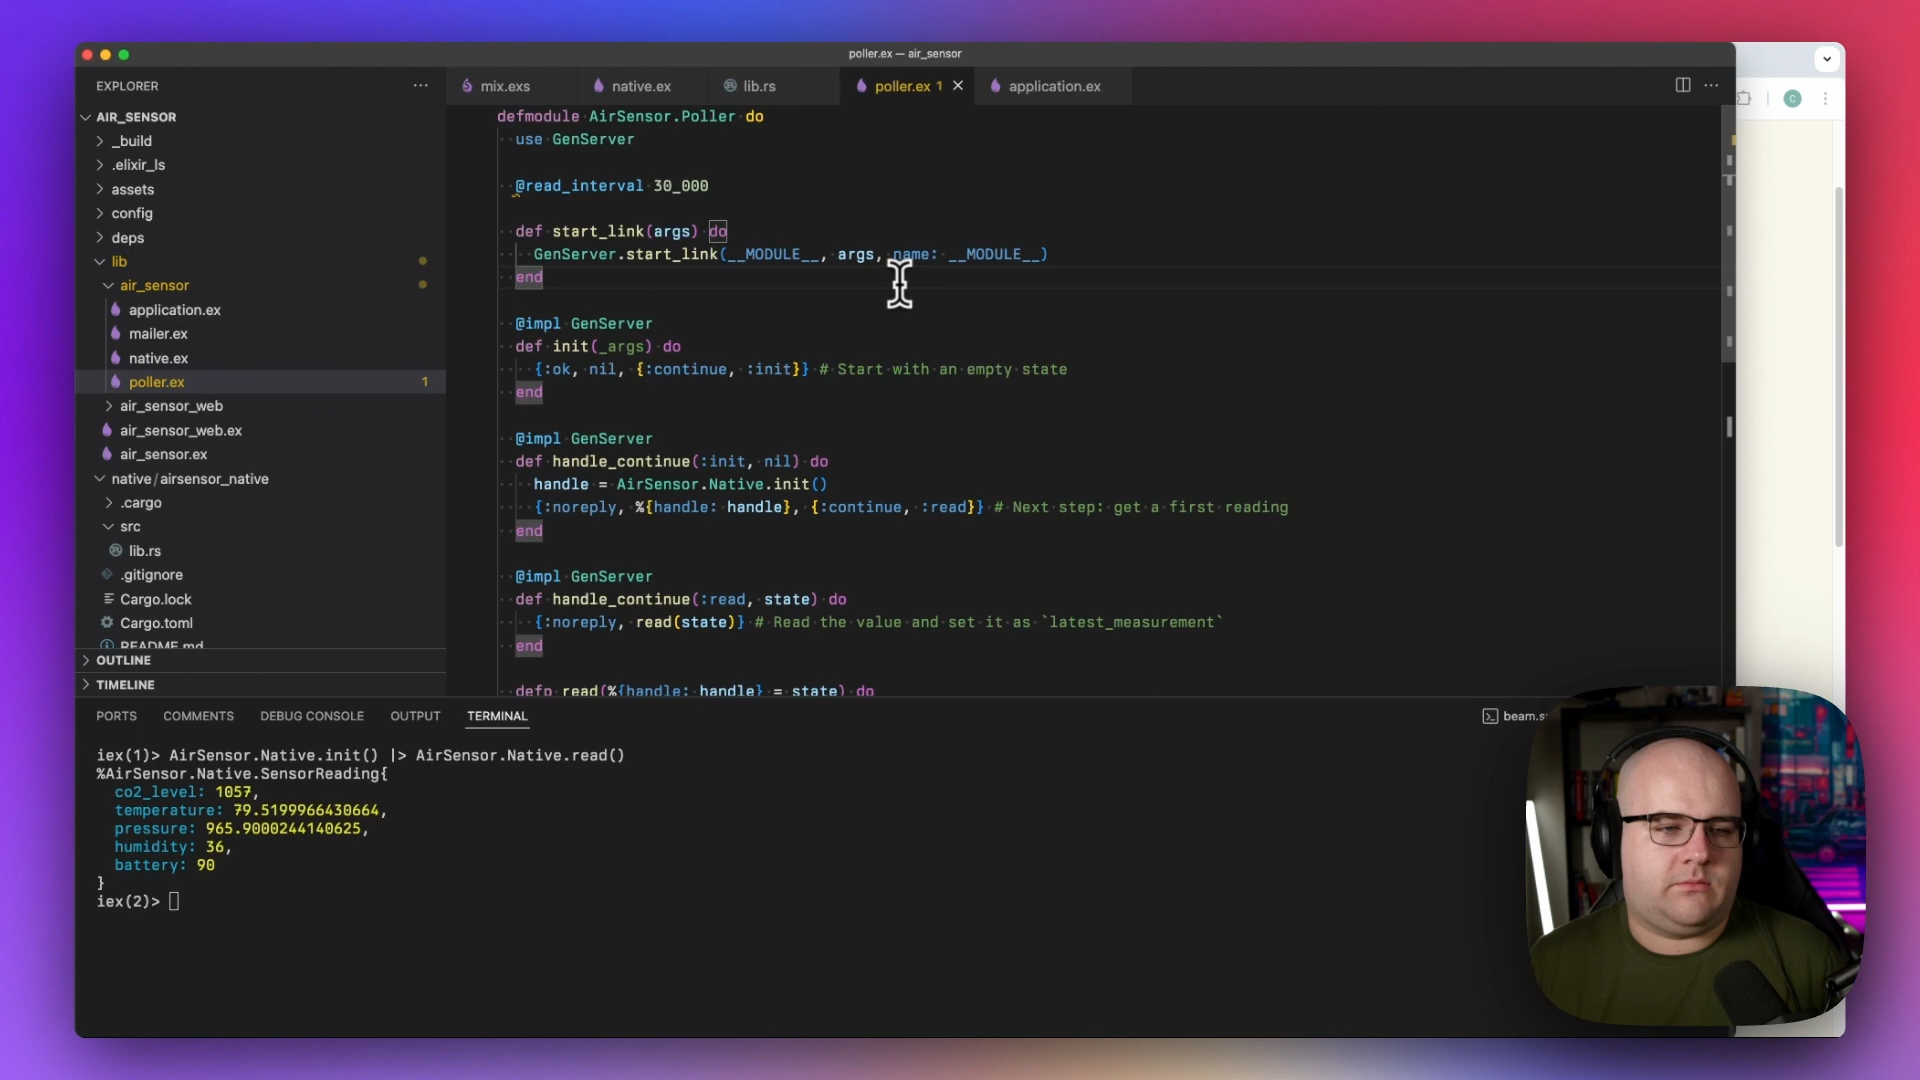 poller.ex — air_sensor
EXPLORER
mix.exs
native.ex
lib.rs
poller.ex 1
application.ex
C
AIR_SENSOR
_build
.elixir_ls
assets
config
deps
lib
air_sensor
application.ex
mailer.ex
native.ex
poller.ex 1
air_sensor_web
air_sensor_web.ex
air_sensor.ex
native/airsensor_native
.cargo
src
lib.rs
.gitignore
Cargo.lock
Cargo.toml
README.md
OUTLINE
TIMELINE
defmodule AirSensor.Poller do
use GenServer
@read_interval 30_000
def start_link(args) do
GenServer.start_link(__MODULE__, args, name: __MODULE__)
end
@impl GenServer
def init(_args) do
{:ok, nil, {:continue, :init}} # Start with an empty state
end
@impl GenServer
def handle_continue(:init, nil) do
handle = AirSensor.Native.init()
{:noreply, %{handle: handle}, {:continue, :read}} # Next step: get a first reading
end
@impl GenServer
def handle_continue(:read, state) do
{:noreply, read(state)} # Read the value and set it as `latest_measurement`
end
defp read(%{handle: handle} = state) do
PORTS
COMMENTS
DEBUG CONSOLE
OUTPUT
TERMINAL
iex(1)> AirSensor.Native.init() |> AirSensor.Native.read()
%AirSensor.Native.SensorReading{
co2_level: 1057,
temperature: 79.5199966430664,
pressure: 965.9000244140625,
humidity: 36,
battery: 90
}
iex(2)>